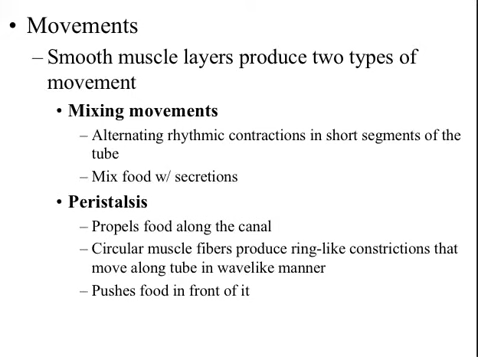 • Movements
– Smooth muscle layers produce two types of
movement
• Mixing movements
– Alternating rhythmic contractions in short segments of the
tube
– Mix food w/ secretions
• Peristalsis
– Propels food along the canal
– Circular muscle fibers produce ring-like constrictions that
move along tube in wavelike manner
– Pushes food in front of it